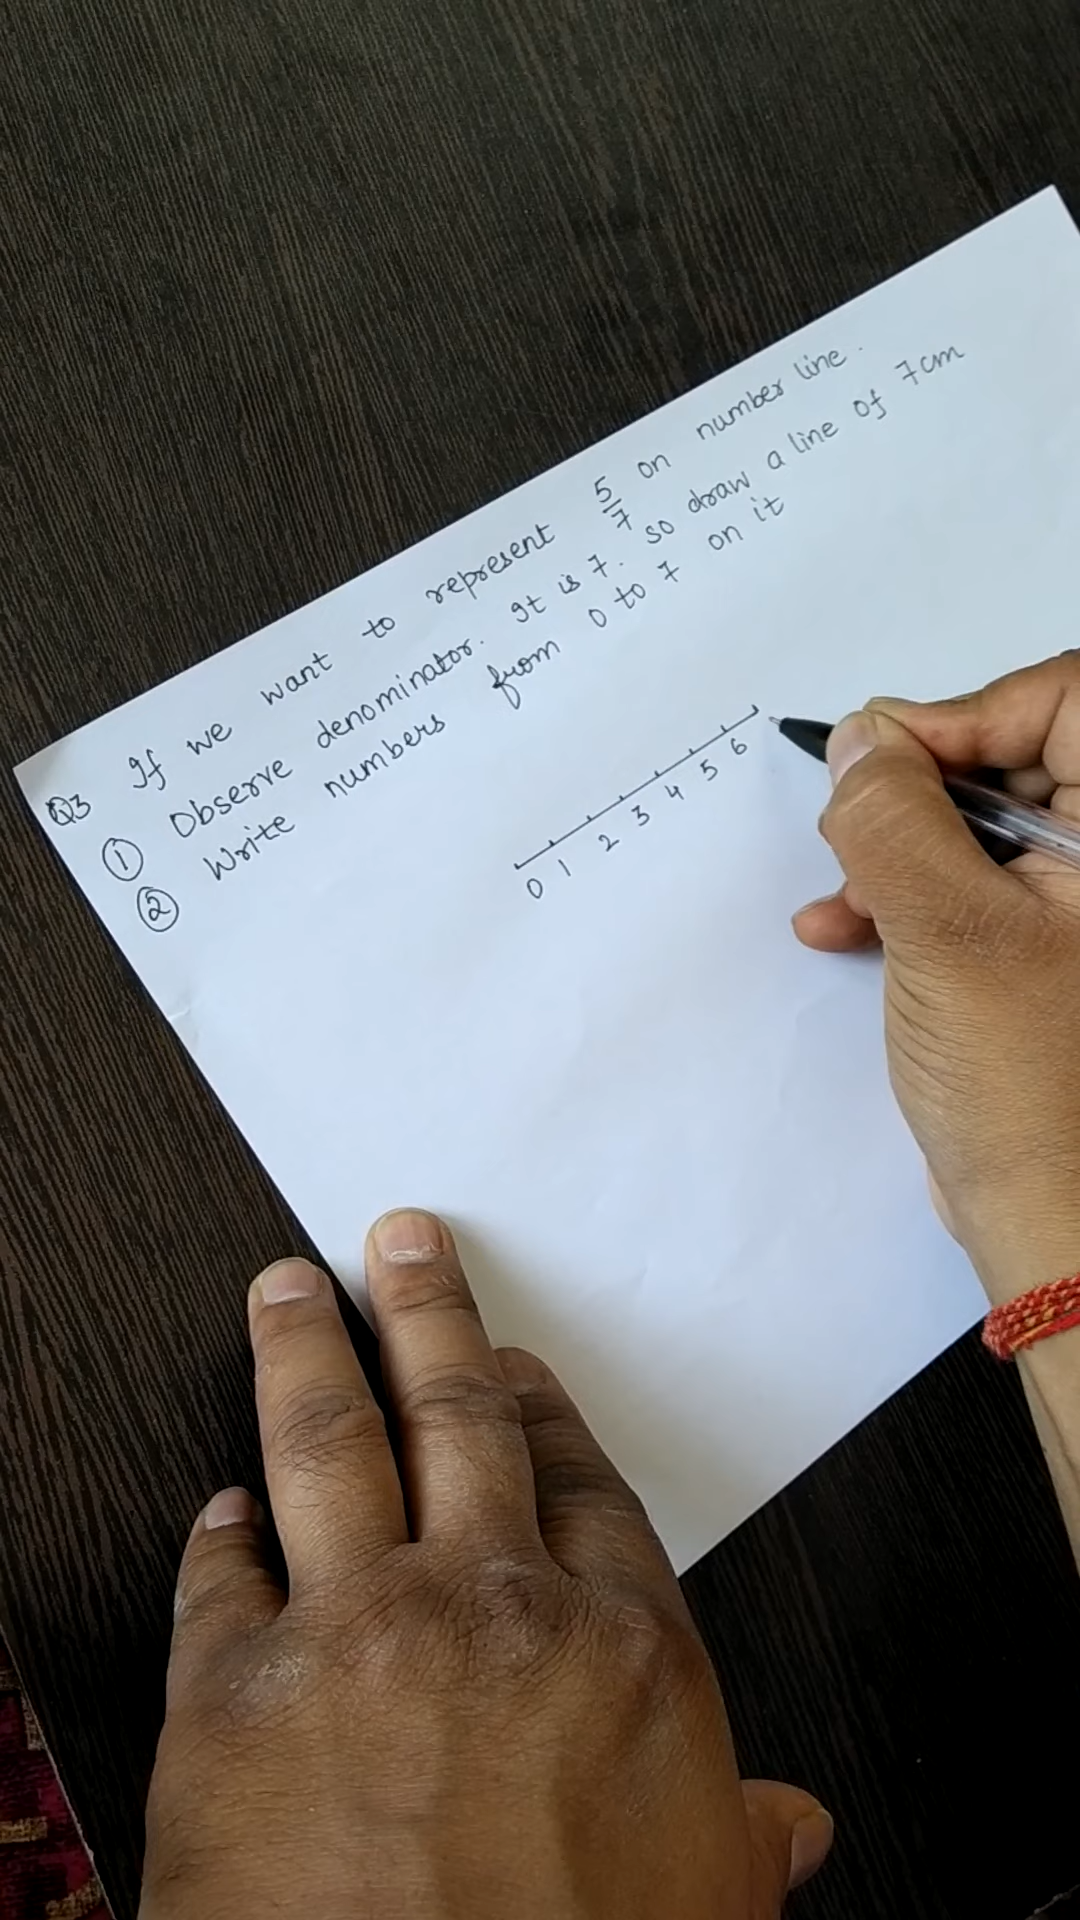 Q3 If we want to represent 5/7 on number line.
① Observe denominator. It is 7. so draw a line of 7cm
② Write numbers from 0 to 7 on it
0 1 2 3 4 5 6